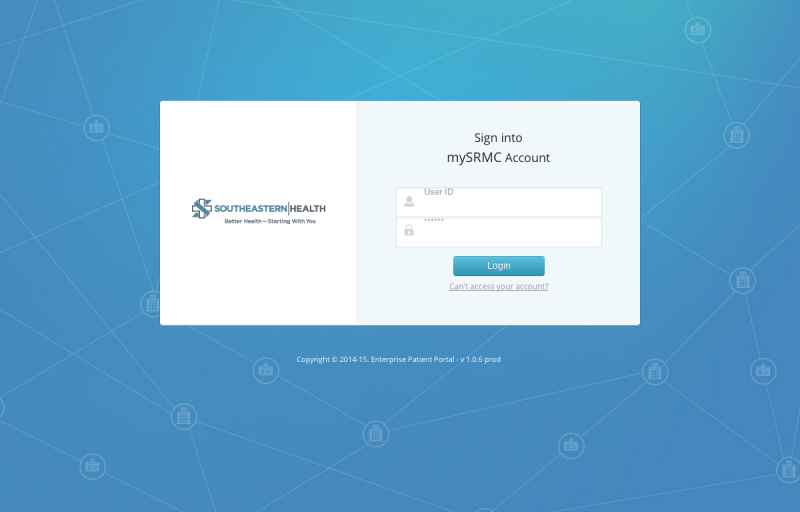 SOUTHEASTERN|HEALTH
Better Health—Starting With You
Sign into
mySRMC Account
User ID
******
Login
Can't access your account?
Copyright © 2014-15. Enterprise Patient Portal - v 1.0.6 prod